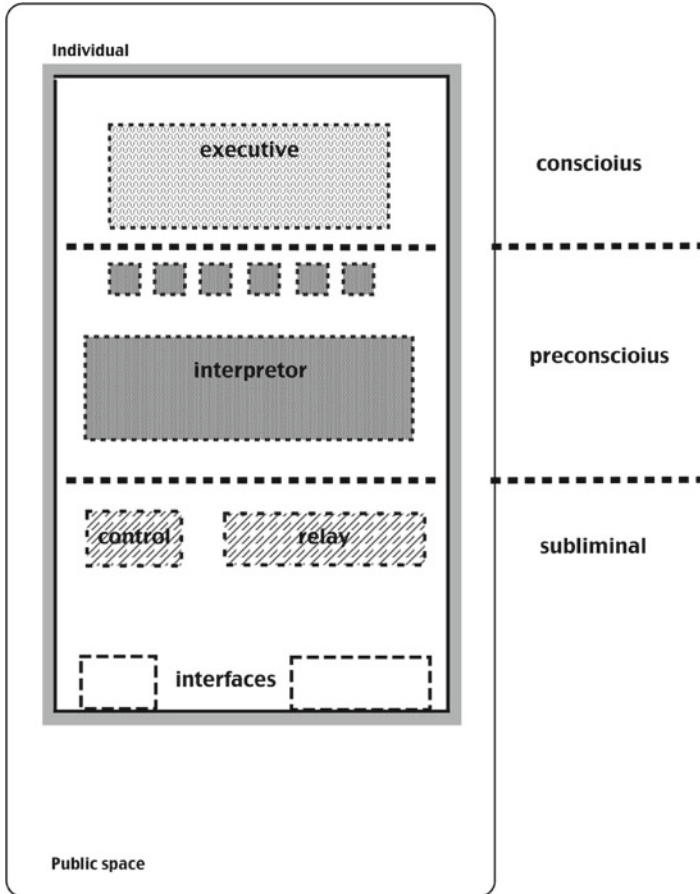 Individual
executive
conscioius
interpretor
preconscioius
control
relay
subliminal
interfaces
Public space